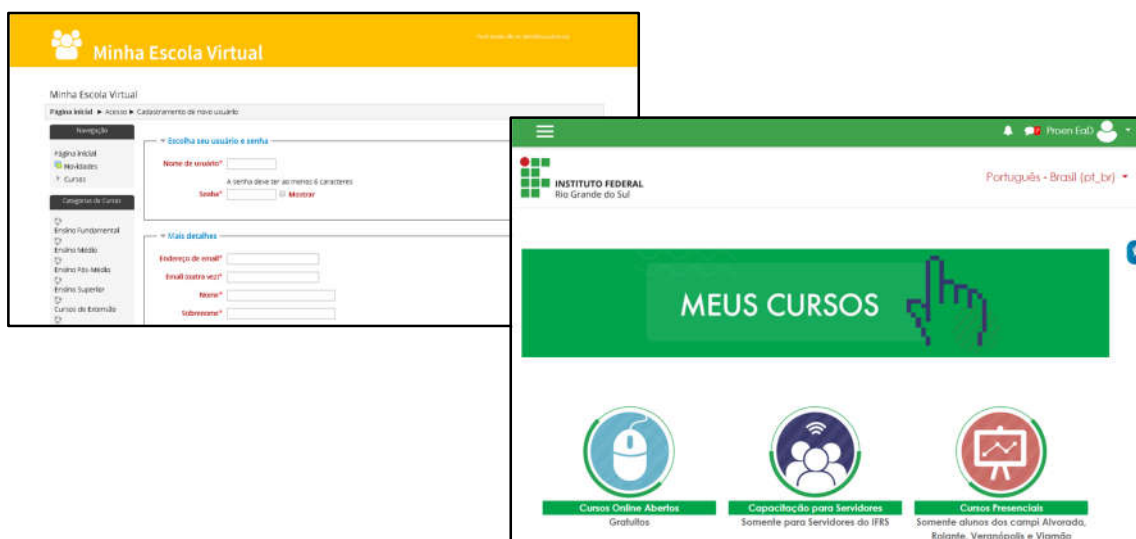 Minha Escola Virtual
Minha Escola Virtual
Página inicial ► Acesso ► Cadastramento de novo usuário
Navegação
Página inicial
Novidades
Cursos
Categorias de Cursos
Ensino Fundamental
Ensino Médio
Ensino Pós-Médio
Ensino Superior
Cursos de Extensão
Escolha seu usuário e senha
Nome de usuário*
A senha deve ter ao menos 6 caracteres
Senha*
Mostrar
Mais detalhes
Endereço de email*
Email (outra vez)*
Nome*
Sobrenome*
Proen EaD
INSTITUTO FEDERAL
Rio Grande do Sul
Português - Brasil (pt_br)
MEUS CURSOS
Cursos Online Abertos
Gratuitos
Capacitação para Servidores
Somente para Servidores do IFRS
Cursos Presenciais
Somente alunos dos campi Alvorada,
Rolante, Veranópolis e Viamão